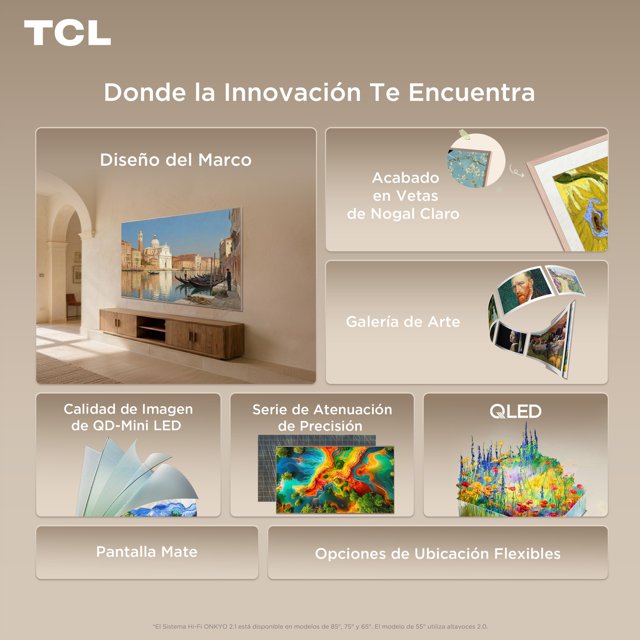 TCL
Donde la Innovación Te Encuentra
Diseño del Marco
Acabado
en Vetas
de Nogal Claro
Galería de Arte
Calidad de Imagen
de QD-Mini LED
Serie de Atenuación
de Precisión
QLED
Pantalla Mate
Opciones de Ubicación Flexibles
*El Sistema Hi-Fi ONKYO 2.1 está disponible en modelos de 85", 75" y 65". El modelo de 55" utiliza altavoces 2.0.